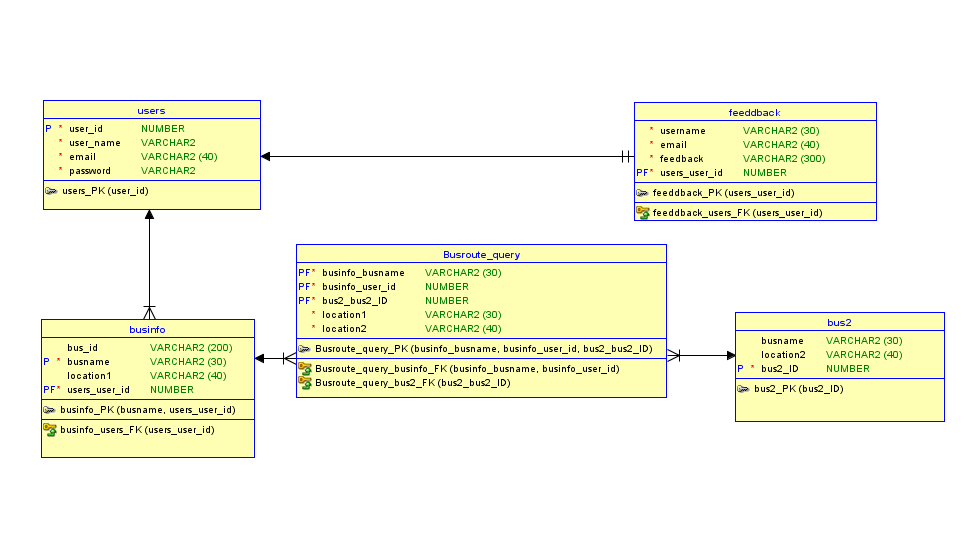 users
P * user_id NUMBER
* user_name VARCHAR2
* email VARCHAR2 (40)
* password VARCHAR2
users_PK (user_id)
feeddback
* username VARCHAR2 (30)
* email VARCHAR2 (40)
* feedback VARCHAR2 (300)
PF* users_user_id NUMBER
feeddback_PK (users_user_id)
feeddback_users_FK (users_user_id)
Busroute_query
PF* businfo_busname VARCHAR2 (30)
PF* businfo_user_id NUMBER
PF* bus2_bus2_ID NUMBER
* location1 VARCHAR2 (30)
* location2 VARCHAR2 (40)
Busroute_query_PK (businfo_busname, businfo_user_id, bus2_bus2_ID)
Busroute_query_businfo_FK (businfo_busname, businfo_user_id)
Busroute_query_bus2_FK (bus2_bus2_ID)
businfo
bus_id VARCHAR2 (200)
P * busname VARCHAR2 (30)
location1 VARCHAR2 (40)
PF* users_user_id NUMBER
businfo_PK (busname, users_user_id)
businfo_users_FK (users_user_id)
bus2
busname VARCHAR2 (30)
location2 VARCHAR2 (40)
P * bus2_ID NUMBER
bus2_PK (bus2_ID)